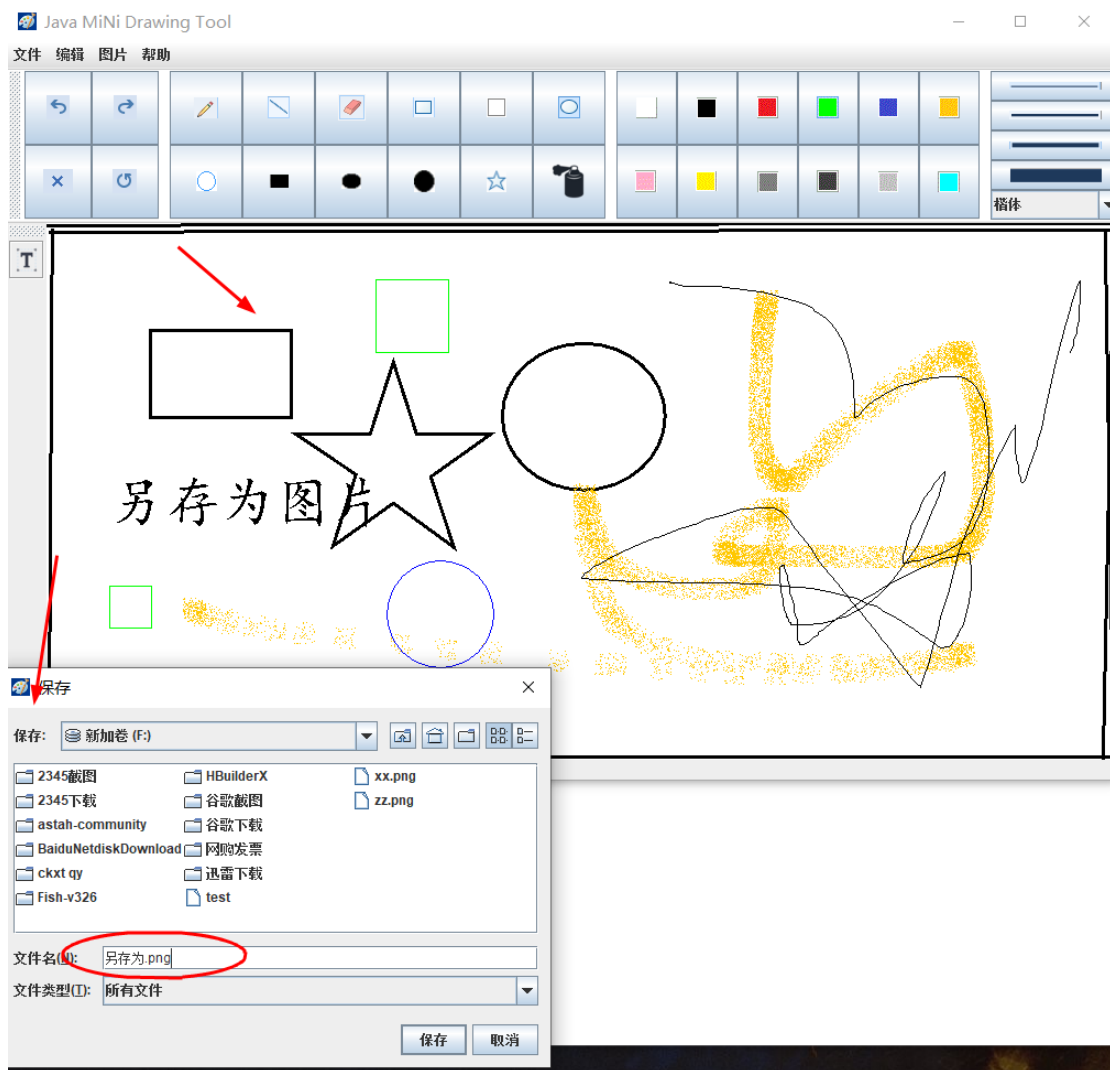 Java MiNi Drawing Tool
文件 编辑 图片 帮助
楷体
T
另存为图片
保存
保存: 新加卷 (F:)
2345截图 HBuilderX xx.png
2345下载 谷歌截图 zz.png
astah-community 谷歌下载
BaiduNetdiskDownload 网购发票
ckxt qy 迅雷下载
Fish-v326 test
文件名(N): 另存为.png
文件类型(T): 所有文件
保存 取消